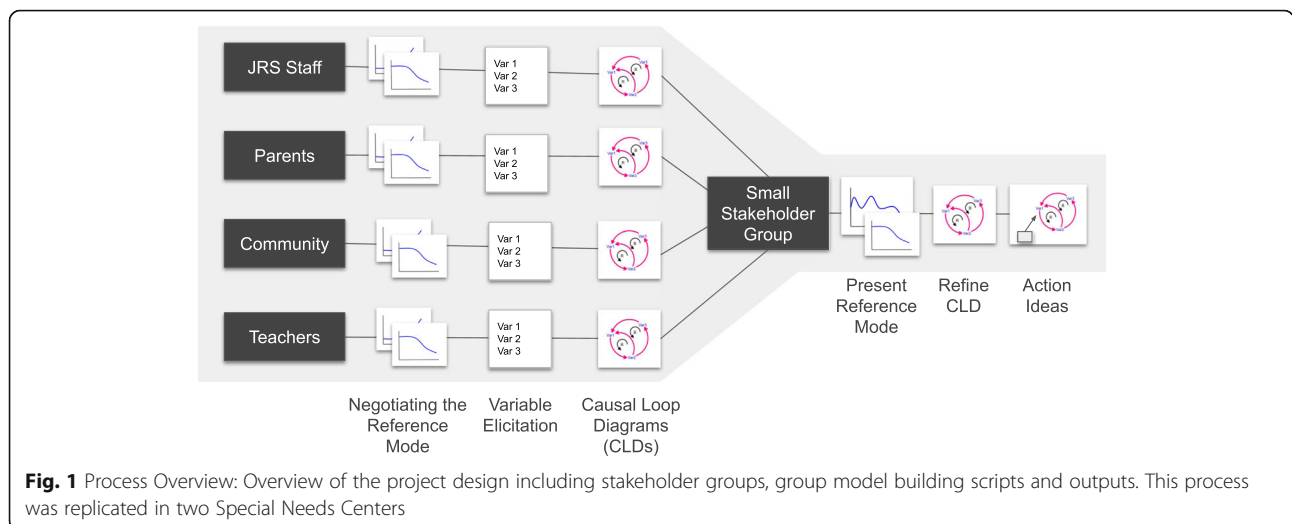 JRS Staff
Var 1
Var 2
Var 3
Parents
Var 1
Var 2
Var 3
Community
Var 1
Var 2
Var 3
Teachers
Var 1
Var 2
Var 3
Negotiating the
Reference
Mode
Variable
Elicitation
Causal Loop
Diagrams
(CLDs)
Small
Stakeholder
Group
Present
Reference
Mode
Refine
CLD
Action
Ideas
Fig. 1 Process Overview: Overview of the project design including stakeholder groups, group model building scripts and outputs. This process
was replicated in two Special Needs Centers